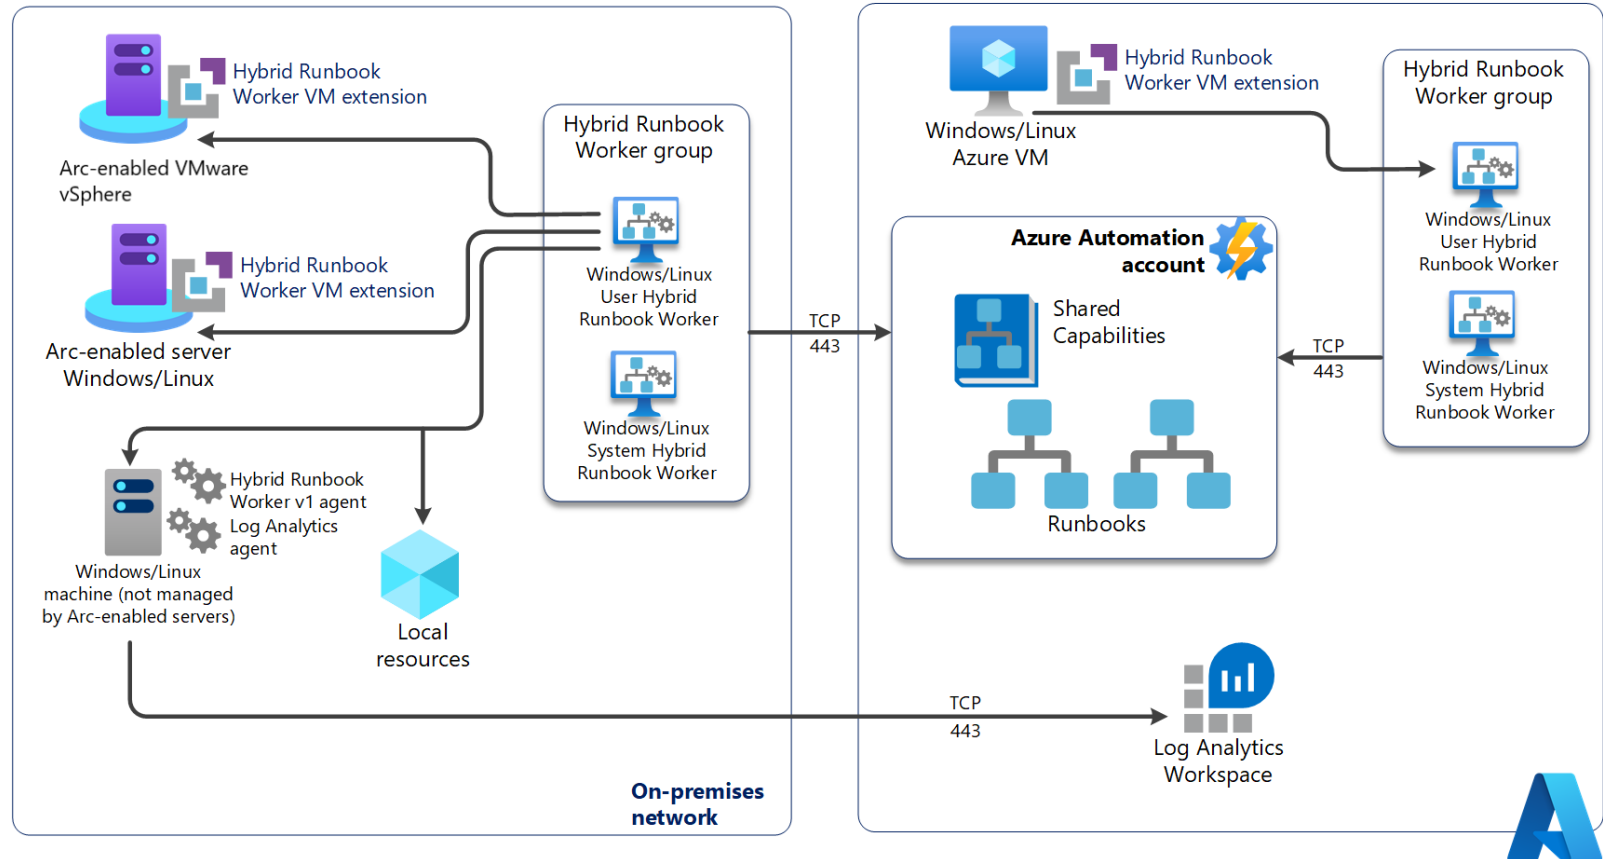 Hybrid Runbook
Worker VM extension
Arc-enabled VMware
vSphere
Hybrid Runbook
Worker VM extension
Arc-enabled server
Windows/Linux
Hybrid Runbook
Worker v1 agent
Log Analytics
agent
Windows/Linux
machine (not managed
by Arc-enabled servers)
Local
resources
Hybrid Runbook
Worker group
Windows/Linux
User Hybrid
Runbook Worker
Windows/Linux
System Hybrid
Runbook Worker
On-premises
network
TCP
443
TCP
443
Hybrid Runbook
Worker VM extension
Windows/Linux
Azure VM
Azure Automation
account
Shared
Capabilities
Runbooks
TCP
443
Hybrid Runbook
Worker group
Windows/Linux
User Hybrid
Runbook Worker
Windows/Linux
System Hybrid
Runbook Worker
Log Analytics
Workspace